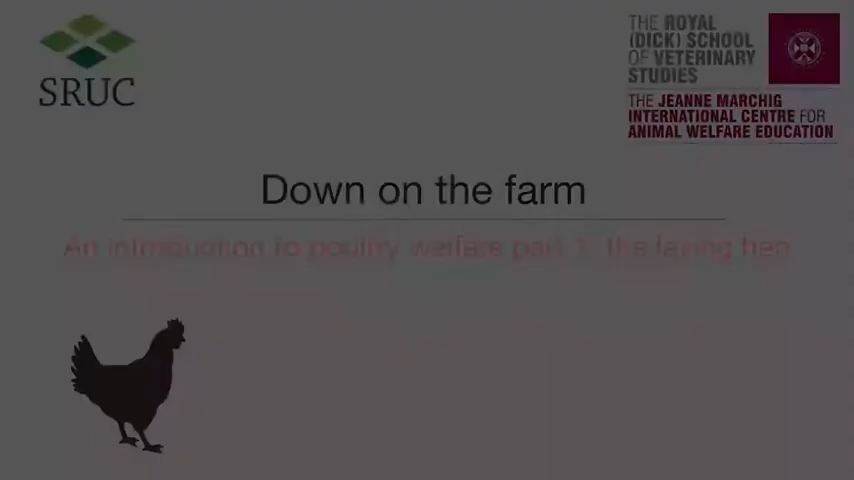 SRUC
THE ROYAL
(DICK) SCHOOL
OF VETERINARY
STUDIES
THE JEANNE MARCHIG
INTERNATIONAL CENTRE FOR
ANIMAL WELFARE EDUCATION
Down on the farm
An introduction to poultry welfare part 1: the laying hen